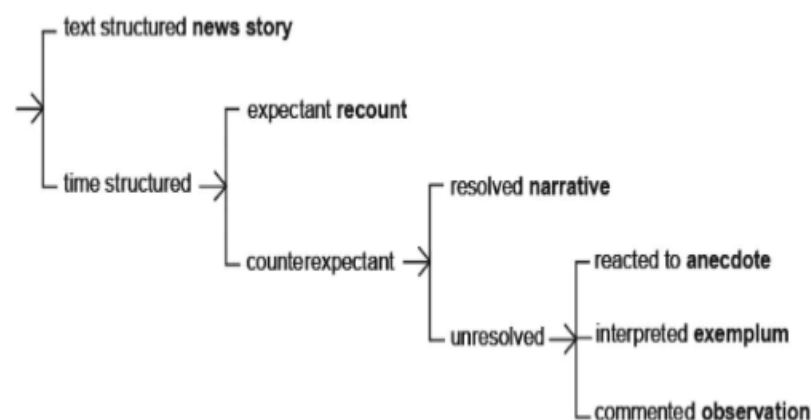 text structured news story
expectant recount
time structured
resolved narrative
counterexpectant
reacted to anecdote
unresolved
interpreted exemplum
commented observation